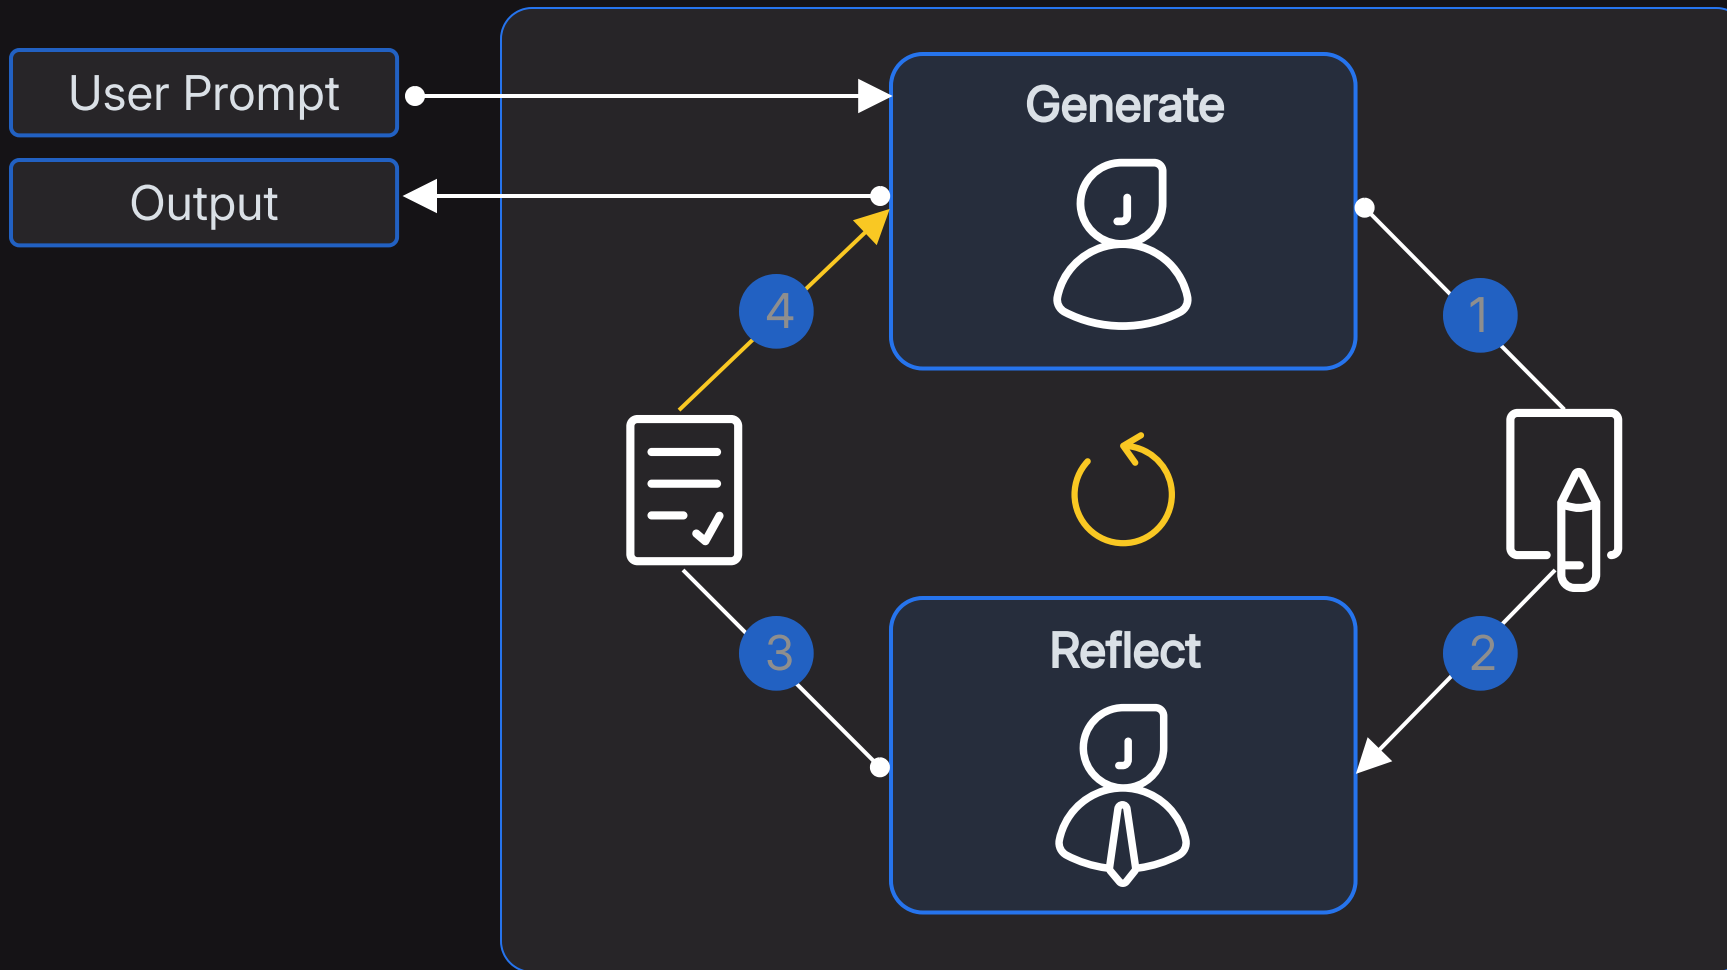 User Prompt
Output
Generate
4
1
3
2
Reflect